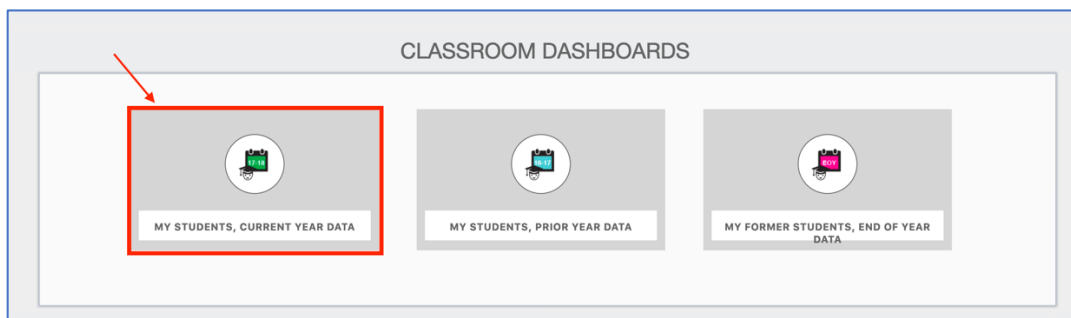 CLASSROOM DASHBOARDS
17-18
16-17
EOY
MY STUDENTS, CURRENT YEAR DATA
MY STUDENTS, PRIOR YEAR DATA
MY FORMER STUDENTS, END OF YEAR
DATA